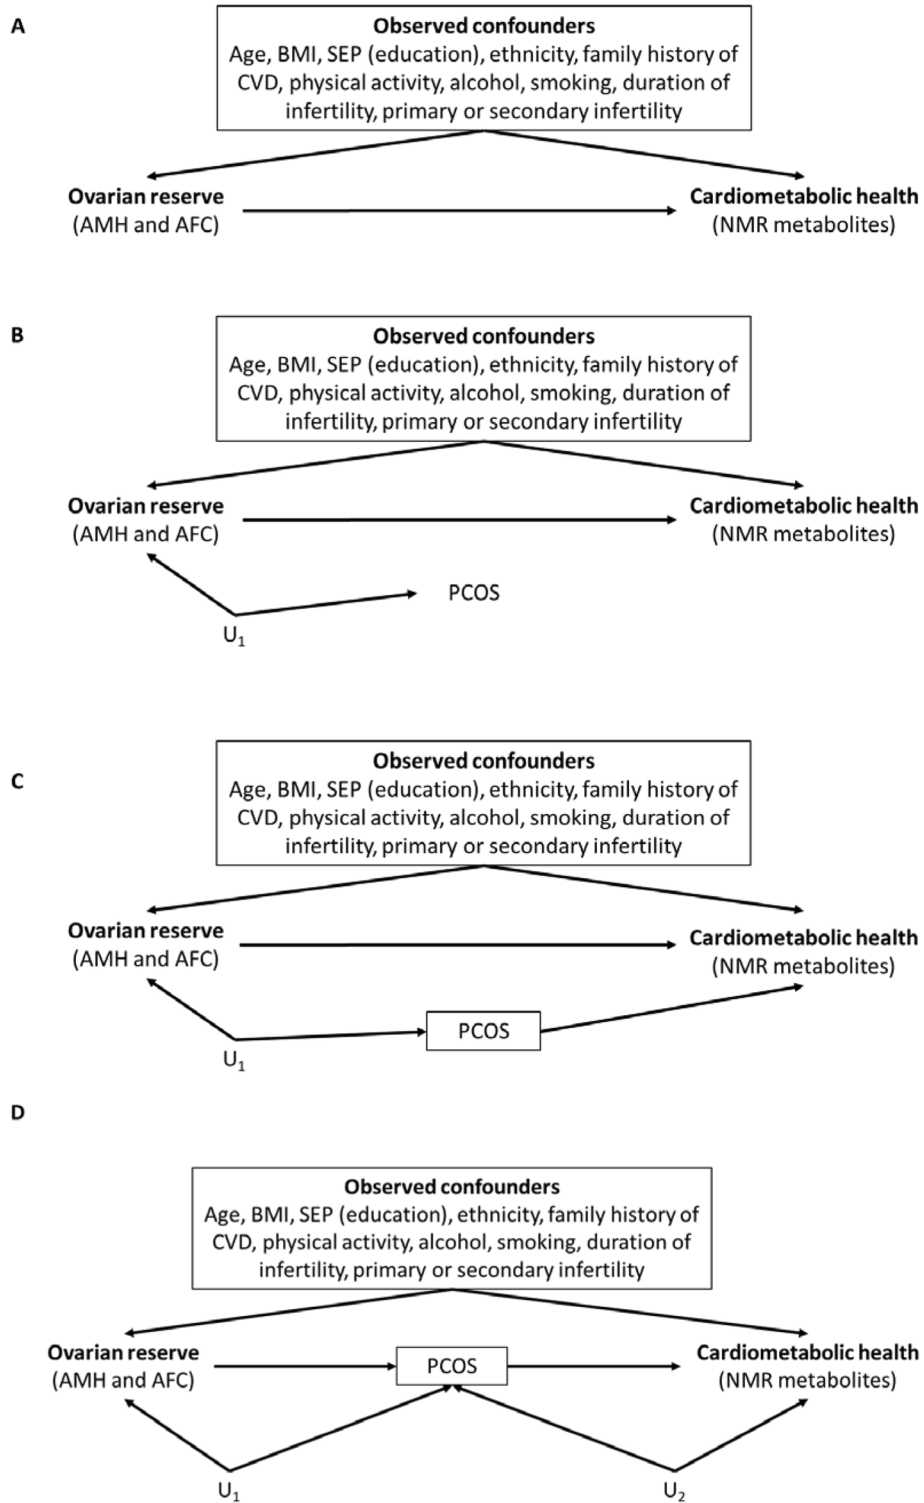 A
Observed confounders
Age, BMI, SEP (education), ethnicity, family history of
CVD, physical activity, alcohol, smoking, duration of
infertility, primary or secondary infertility
Ovarian reserve
(AMH and AFC)
Cardiometabolic health
(NMR metabolites)
B
Observed confounders
Age, BMI, SEP (education), ethnicity, family history of
CVD, physical activity, alcohol, smoking, duration of
infertility, primary or secondary infertility
Ovarian reserve
(AMH and AFC)
Cardiometabolic health
(NMR metabolites)
PCOS
U₁
C
Observed confounders
Age, BMI, SEP (education), ethnicity, family history of
CVD, physical activity, alcohol, smoking, duration of
infertility, primary or secondary infertility
Ovarian reserve
(AMH and AFC)
Cardiometabolic health
(NMR metabolites)
PCOS
U₁
D
Observed confounders
Age, BMI, SEP (education), ethnicity, family history of
CVD, physical activity, alcohol, smoking, duration of
infertility, primary or secondary infertility
Ovarian reserve
(AMH and AFC)
PCOS
Cardiometabolic health
(NMR metabolites)
U₁
U₂